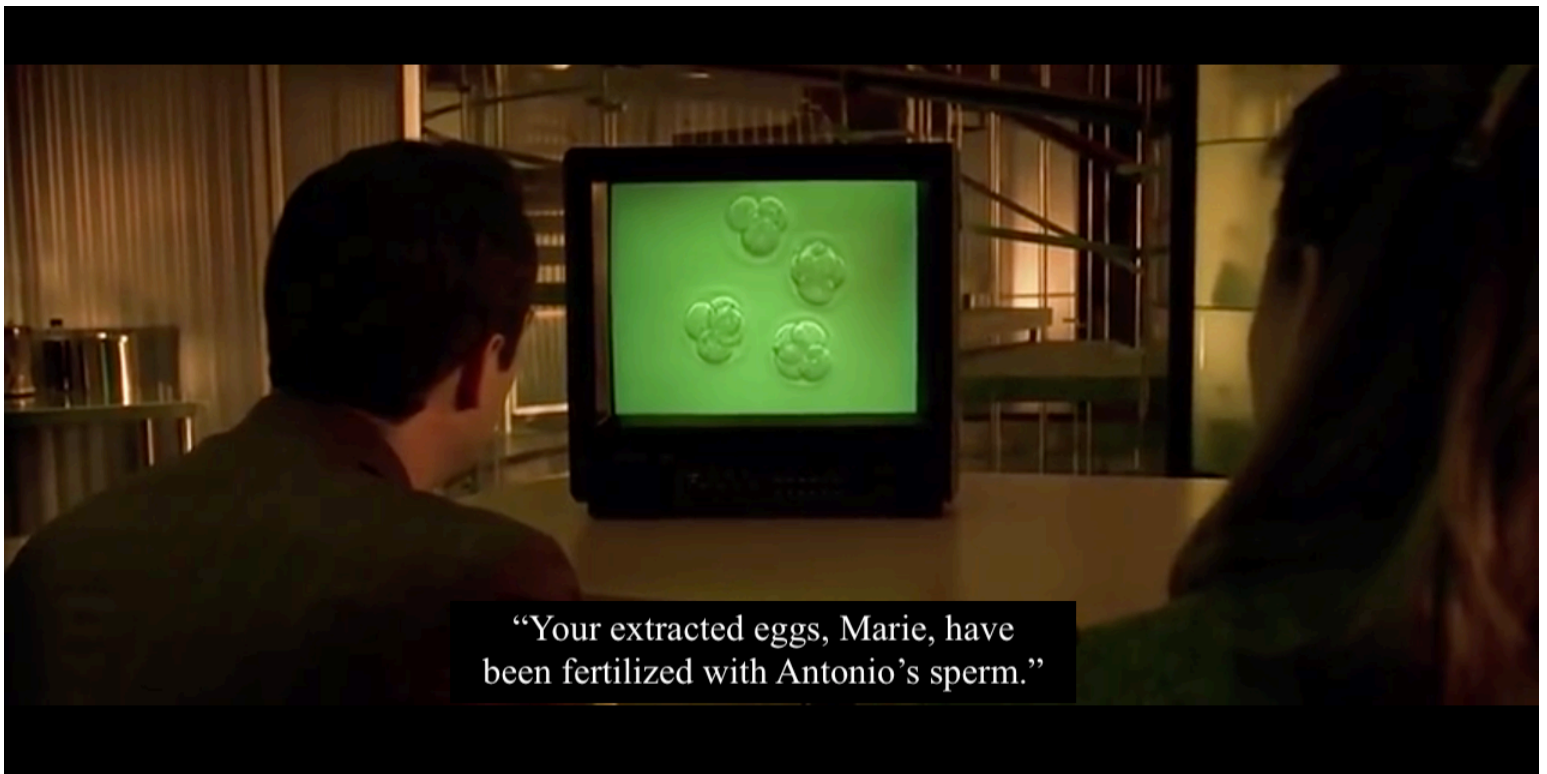 “Your extracted eggs, Marie, have
been fertilized with Antonio’s sperm.”